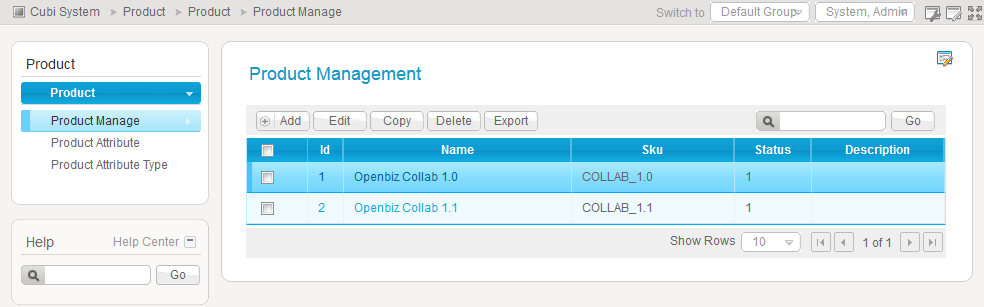 Cubi System Product Product Product Manage Switch to Default Group System, Admin
Product
Product
Product Manage
Product Attribute
Product Attribute Type
Help Help Center
Go
Product Management
Add Edit Copy Delete Export Go
Id Name Sku Status Description
1 Openbiz Collab 1.0 COLLAB_1.0 1
2 Openbiz Collab 1.1 COLLAB_1.1 1
Show Rows 10 1 of 1